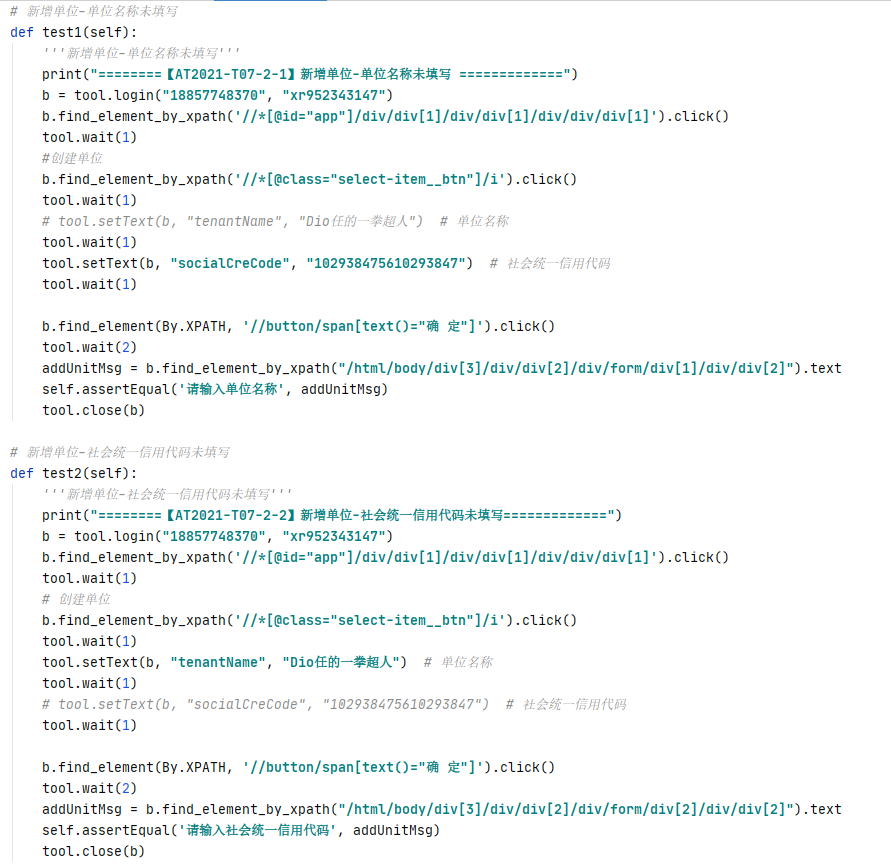 # 新增单位-单位名称未填写
def test1(self):
'''新增单位-单位名称未填写'''
print("========【AT2021-T07-2-1】新增单位-单位名称未填写 =============")
b = tool.login("18857748370", "xr952343147")
b.find_element_by_xpath('//*[@id="app"]/div/div[1]/div/div[1]/div/div/div[1]').click()
tool.wait(1)
#创建单位
b.find_element_by_xpath('//*[@class="select-item__btn"]/i').click()
tool.wait(1)
# tool.setText(b, "tenantName", "Dio任的一拳超人")  # 单位名称
tool.wait(1)
tool.setText(b, "socialCreCode", "102938475610293847")  # 社会统一信用代码
tool.wait(1)
b.find_element(By.XPATH, '//button/span[text()="确 定"]').click()
tool.wait(2)
addUnitMsg = b.find_element_by_xpath("/html/body/div[3]/div/div[2]/div/form/div[1]/div/div[2]").text
self.assertEqual('请输入单位名称', addUnitMsg)
tool.close(b)
# 新增单位-社会统一信用代码未填写
def test2(self):
'''新增单位-社会统一信用代码未填写'''
print("========【AT2021-T07-2-2】新增单位-社会统一信用代码未填写=============")
b = tool.login("18857748370", "xr952343147")
b.find_element_by_xpath('//*[@id="app"]/div/div[1]/div/div[1]/div/div/div[1]').click()
tool.wait(1)
# 创建单位
b.find_element_by_xpath('//*[@class="select-item__btn"]/i').click()
tool.wait(1)
tool.setText(b, "tenantName", "Dio任的一拳超人")  # 单位名称
tool.wait(1)
# tool.setText(b, "socialCreCode", "102938475610293847")  # 社会统一信用代码
tool.wait(1)
b.find_element(By.XPATH, '//button/span[text()="确 定"]').click()
tool.wait(2)
addUnitMsg = b.find_element_by_xpath("/html/body/div[3]/div/div[2]/div/form/div[2]/div/div[2]").text
self.assertEqual('请输入社会统一信用代码', addUnitMsg)
tool.close(b)